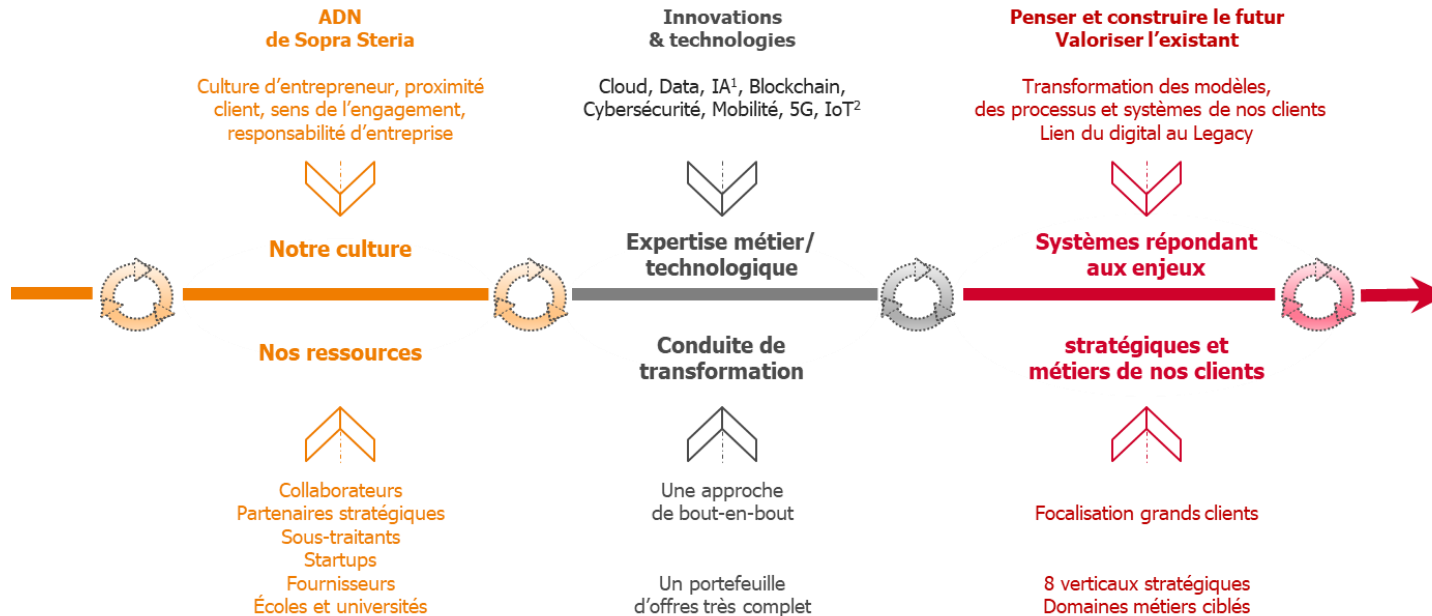 ADN
de Sopra Steria
Culture d’entrepreneur, proximité
client, sens de l’engagement,
responsabilité d’entreprise
Notre culture
Nos ressources
Collaborateurs
Partenaires stratégiques
Sous-traitants
Startups
Fournisseurs
Écoles et universités
Innovations
& technologies
Cloud, Data, IA¹, Blockchain,
Cybersécurité, Mobilité, 5G, IoT²
Expertise métier/
technologique
Conduite de
transformation
Une approche
de bout-en-bout
Un portefeuille
d’offres très complet
Penser et construire le futur
Valoriser l’existant
Transformation des modèles,
des processus et systèmes de nos clients
Lien du digital au Legacy
Systèmes répondant
aux enjeux
stratégiques et
métiers de nos clients
Focalisation grands clients
8 verticaux stratégiques
Domaines métiers ciblés